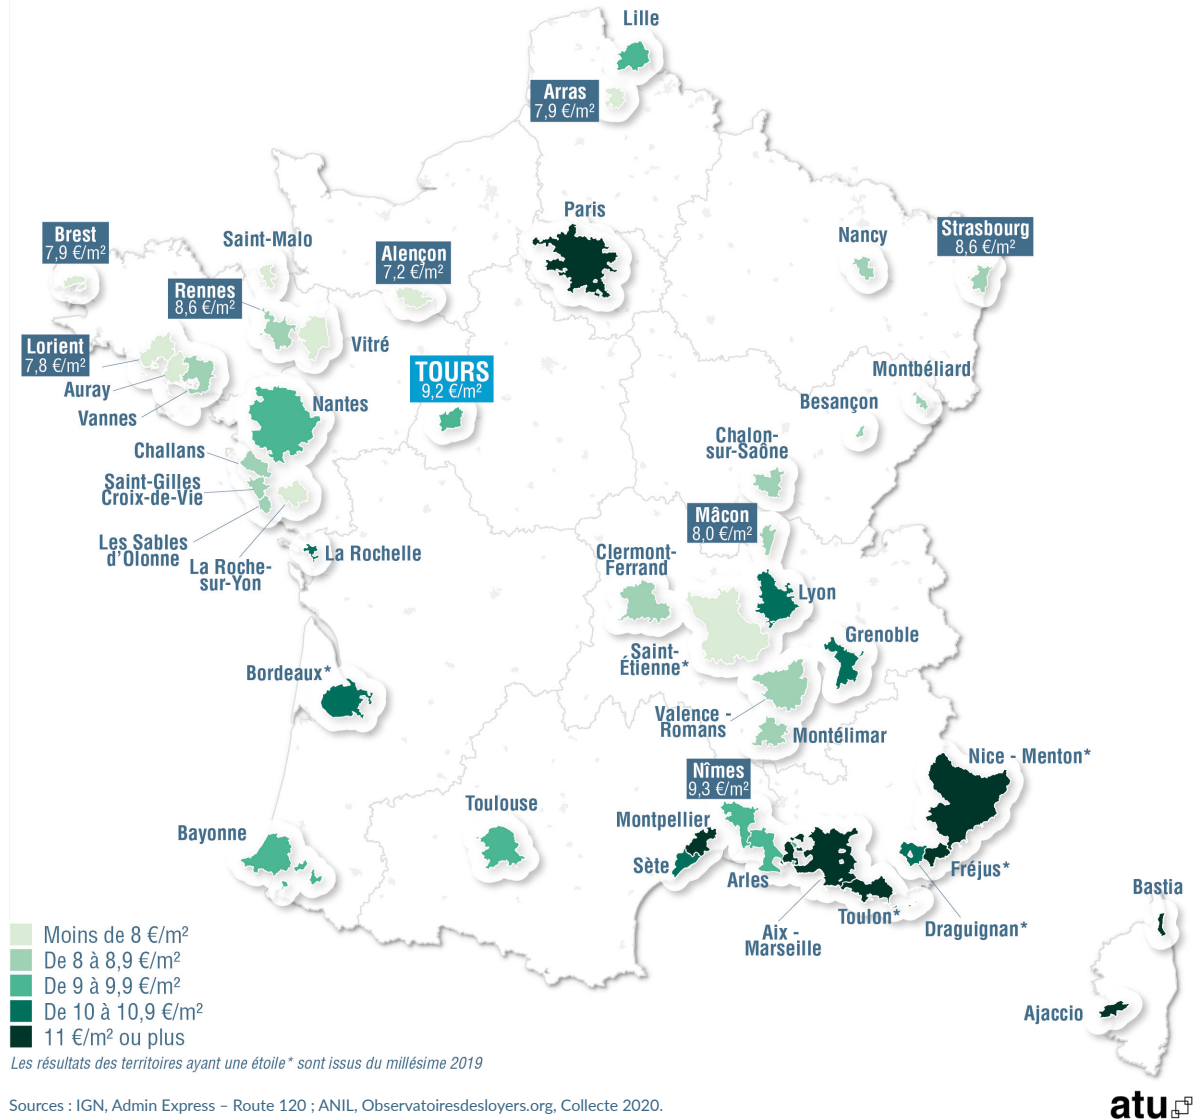 Lille
Arras
7,9 €/m²
Paris
Brest
7,9 €/m²
Saint-Malo
Alençon
7,2 €/m²
Nancy
Strasbourg
8,6 €/m²
Rennes
8,6 €/m²
Vitré
Lorient
7,8 €/m²
Auray
Vannes
TOURS
9,2 €/m²
Nantes
Montbéliard
Besançon
Challans
Saint-Gilles
Croix-de-Vie
Les Sables
d'Olonne
La Roche-
sur-Yon
La Rochelle
Chalon-
sur-Saône
Mâcon
8,0 €/m²
Clermont-
Ferrand
Lyon
Saint-
Étienne*
Grenoble
Bordeaux*
Valence -
Romans
Montélimar
Nice - Menton*
Nîmes
9,3 €/m²
Toulouse
Montpellier
Bayonne
Sète
Arles
Fréjus*
Toulon*
Aix -
Marseille
Draguignan*
Bastia
Ajaccio
Moins de 8 €/m²
De 8 à 8,9 €/m²
De 9 à 9,9 €/m²
De 10 à 10,9 €/m²
11 €/m² ou plus
Les résultats des territoires ayant une étoile* sont issus du millésime 2019
Sources : IGN, Admin Express – Route 120 ; ANIL, Observatoiresdesloyers.org, Collecte 2020.
atu